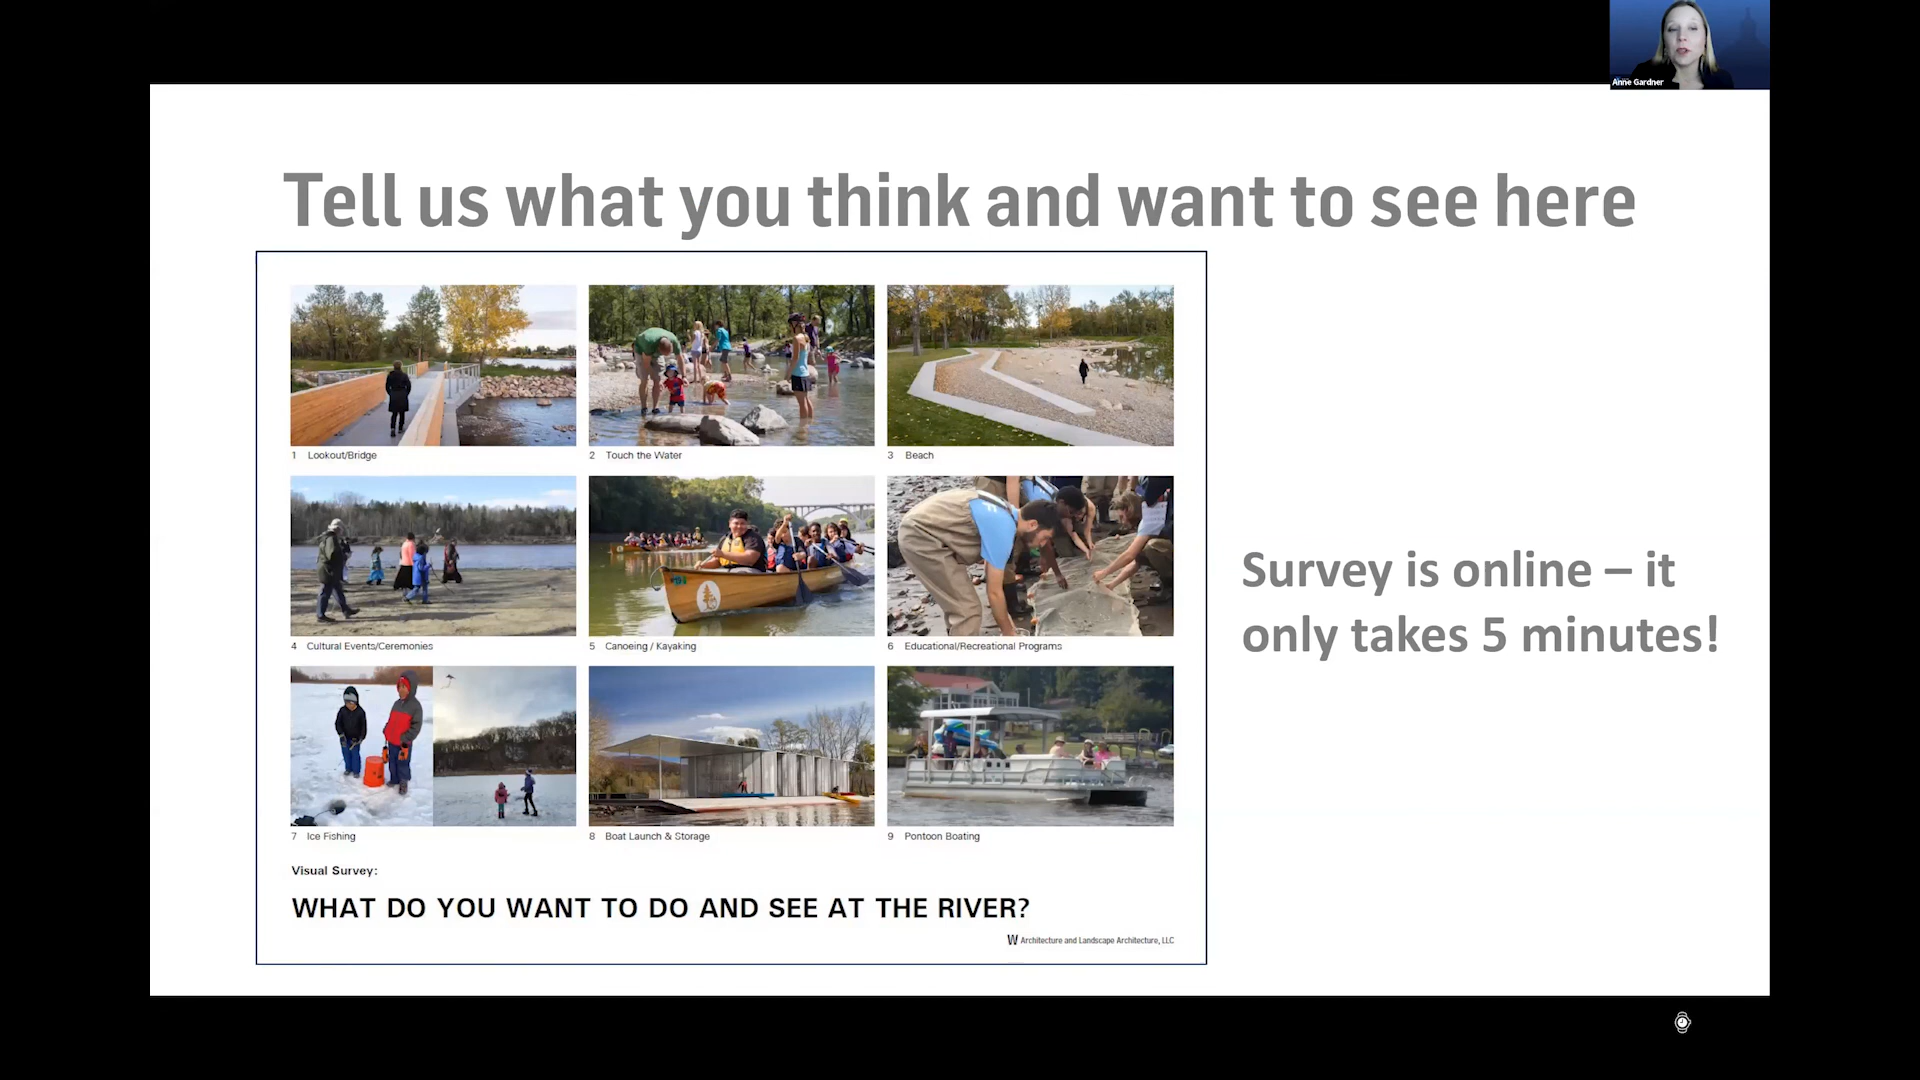 Anne Gardner
Tell us what you think and want to see here
1 Lookout/Bridge
2 Touch the Water
3 Beach
4 Cultural Events/Ceremonies
5 Canoeing / Kayaking
6 Educational/Recreational Programs
7 Ice Fishing
8 Boat Launch & Storage
9 Pontoon Boating
Visual Survey:
WHAT DO YOU WANT TO DO AND SEE AT THE RIVER?
W Architecture and Landscape Architecture, LLC
Survey is online – it
only takes 5 minutes!